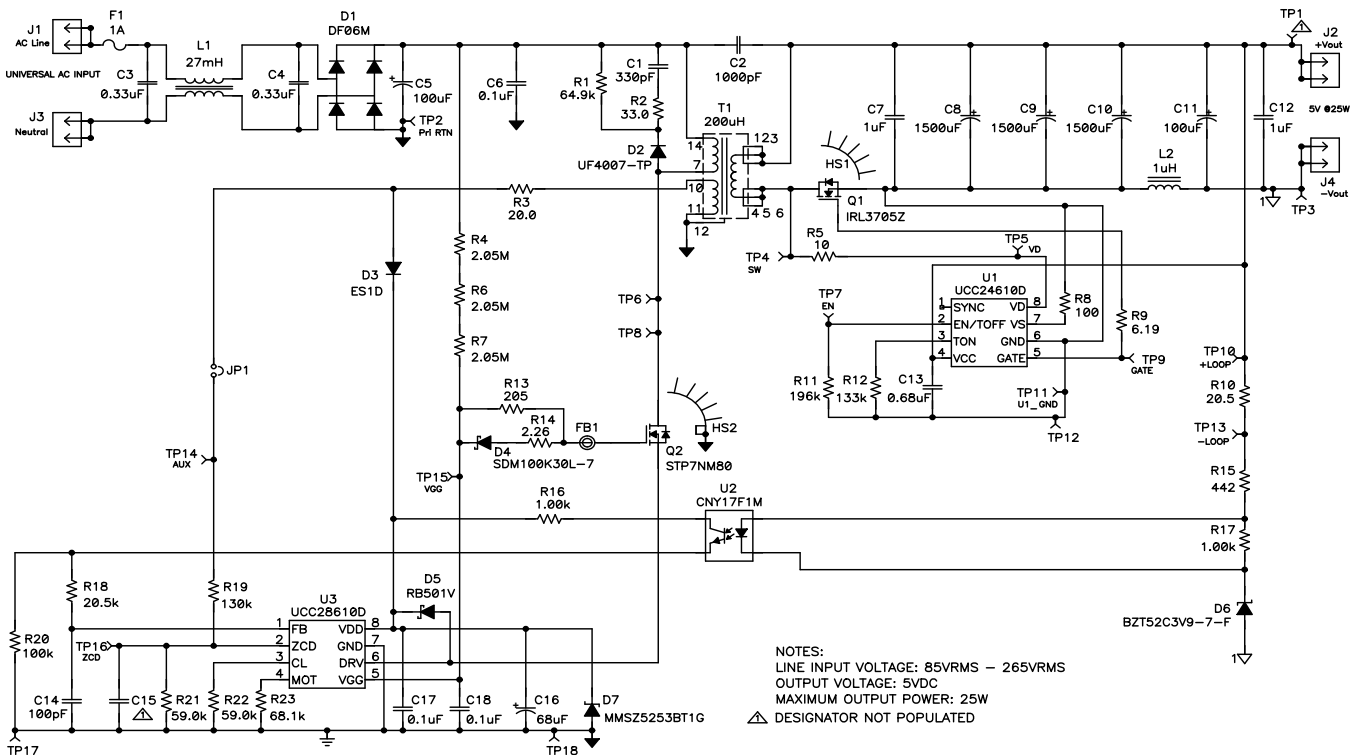 J1
AC Line
F1
1A
UNIVERSAL AC INPUT
J3
Neutral
C3
0.33uF
L1
27mH
C4
0.33uF
D1
DF06M
C5
100uF
TP2
Pri RTN
C6
0.1uF
R1
64.9k
C1
330pF
R2
33.0
C2
1000pF
D2
UF4007-TP
T1
200uH
14
7
10
11
12
123
4 5 6
HS1
Q1
IRL3705Z
C7
1uF
C8
1500uF
C9
1500uF
C10
1500uF
C11
100uF
C12
1uF
L2
1uH
TP1
J2
+Vout
5V @25W
J4
-Vout
TP3
1
R3
20.0
R4
2.05M
R6
2.05M
R7
2.05M
D3
ES1D
JP1
TP14
AUX
TP4
SW
R5
10
TP5
VD
U1
UCC24610D
1 SYNC VD 8
2 EN/TOFF VS 7
3 TON GND 6
4 VCC GATE 5
TP7
EN
R8
100
R9
6.19
TP9
GATE
R11
196k
R12
133k
C13
0.68uF
TP11
U1_GND
TP12
TP10
+LOOP
R10
20.5
TP13
-LOOP
R15
442
R17
1.00k
D6
BZT52C3V9-7-F
1
TP6
TP8
R13
205
R14
2.26
FB1
D4
SDM100K30L-7
TP15
VGG
Q2
STP7NM80
HS2
R16
1.00k
U2
CNY17F1M
R18
20.5k
R19
130k
R20
100k
TP16
ZCD
U3
UCC28610D
1 FB VDD 8
2 ZCD GND 7
3 CL DRV 6
4 MOT VGG 5
D5
RB501V
C14
100pF
C15
R21
59.0k
R22
59.0k
R23
68.1k
C17
0.1uF
C18
0.1uF
C16
68uF
D7
MMSZ5253BT1G
TP17
TP18
NOTES:
LINE INPUT VOLTAGE: 85VRMS - 265VRMS
OUTPUT VOLTAGE: 5VDC
MAXIMUM OUTPUT POWER: 25W
DESIGNATOR NOT POPULATED